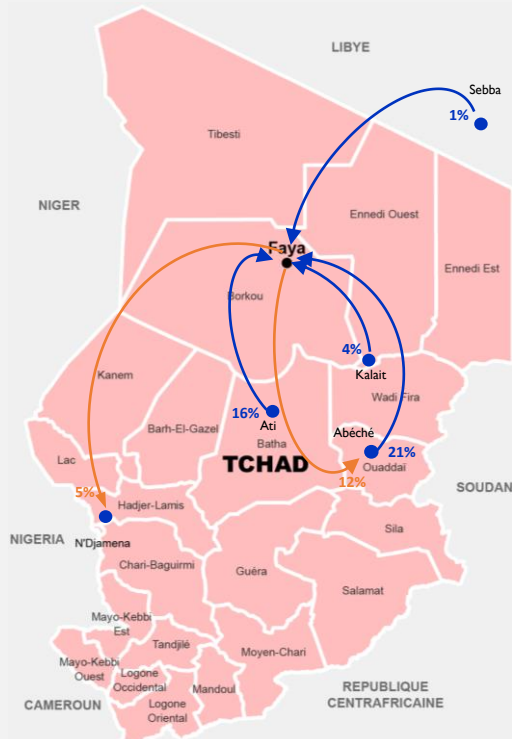 LIBYE
Sebba
1%
Tibesti
NIGER
Ennedi Ouest
Faya
Ennedi Est
Borkou
4%
Kalait
Kanem
Wadi Fira
16%
Ati
Barh-El-Gazel
Abéché
Batha
21%
TCHAD
Ouaddaï
Lac
12%
5%
SOUDAN
Hadjer-Lamis
Sila
NIGERIA
N'Djamena
Chari-Baguirmi
Guéra
Salamat
Mayo-Kebbi
Est
Tandjilé
Moyen-Chari
Mayo-Kebbi
Ouest
Logone
Occidental
Mandoul
REPUBLIQUE
CENTRAFRICAINE
CAMEROUN
Logone
Oriental